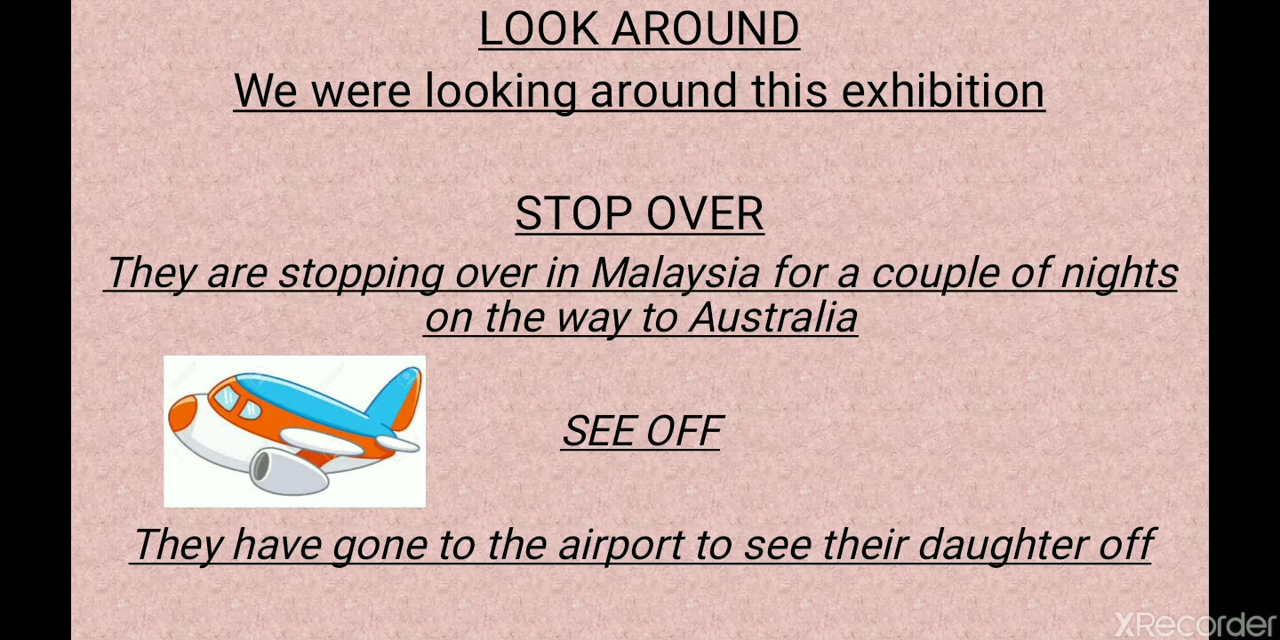 LOOK AROUND
We were looking around this exhibition
STOP OVER
They are stopping over in Malaysia for a couple of nights
on the way to Australia
SEE OFF
They have gone to the airport to see their daughter off
XRecorder